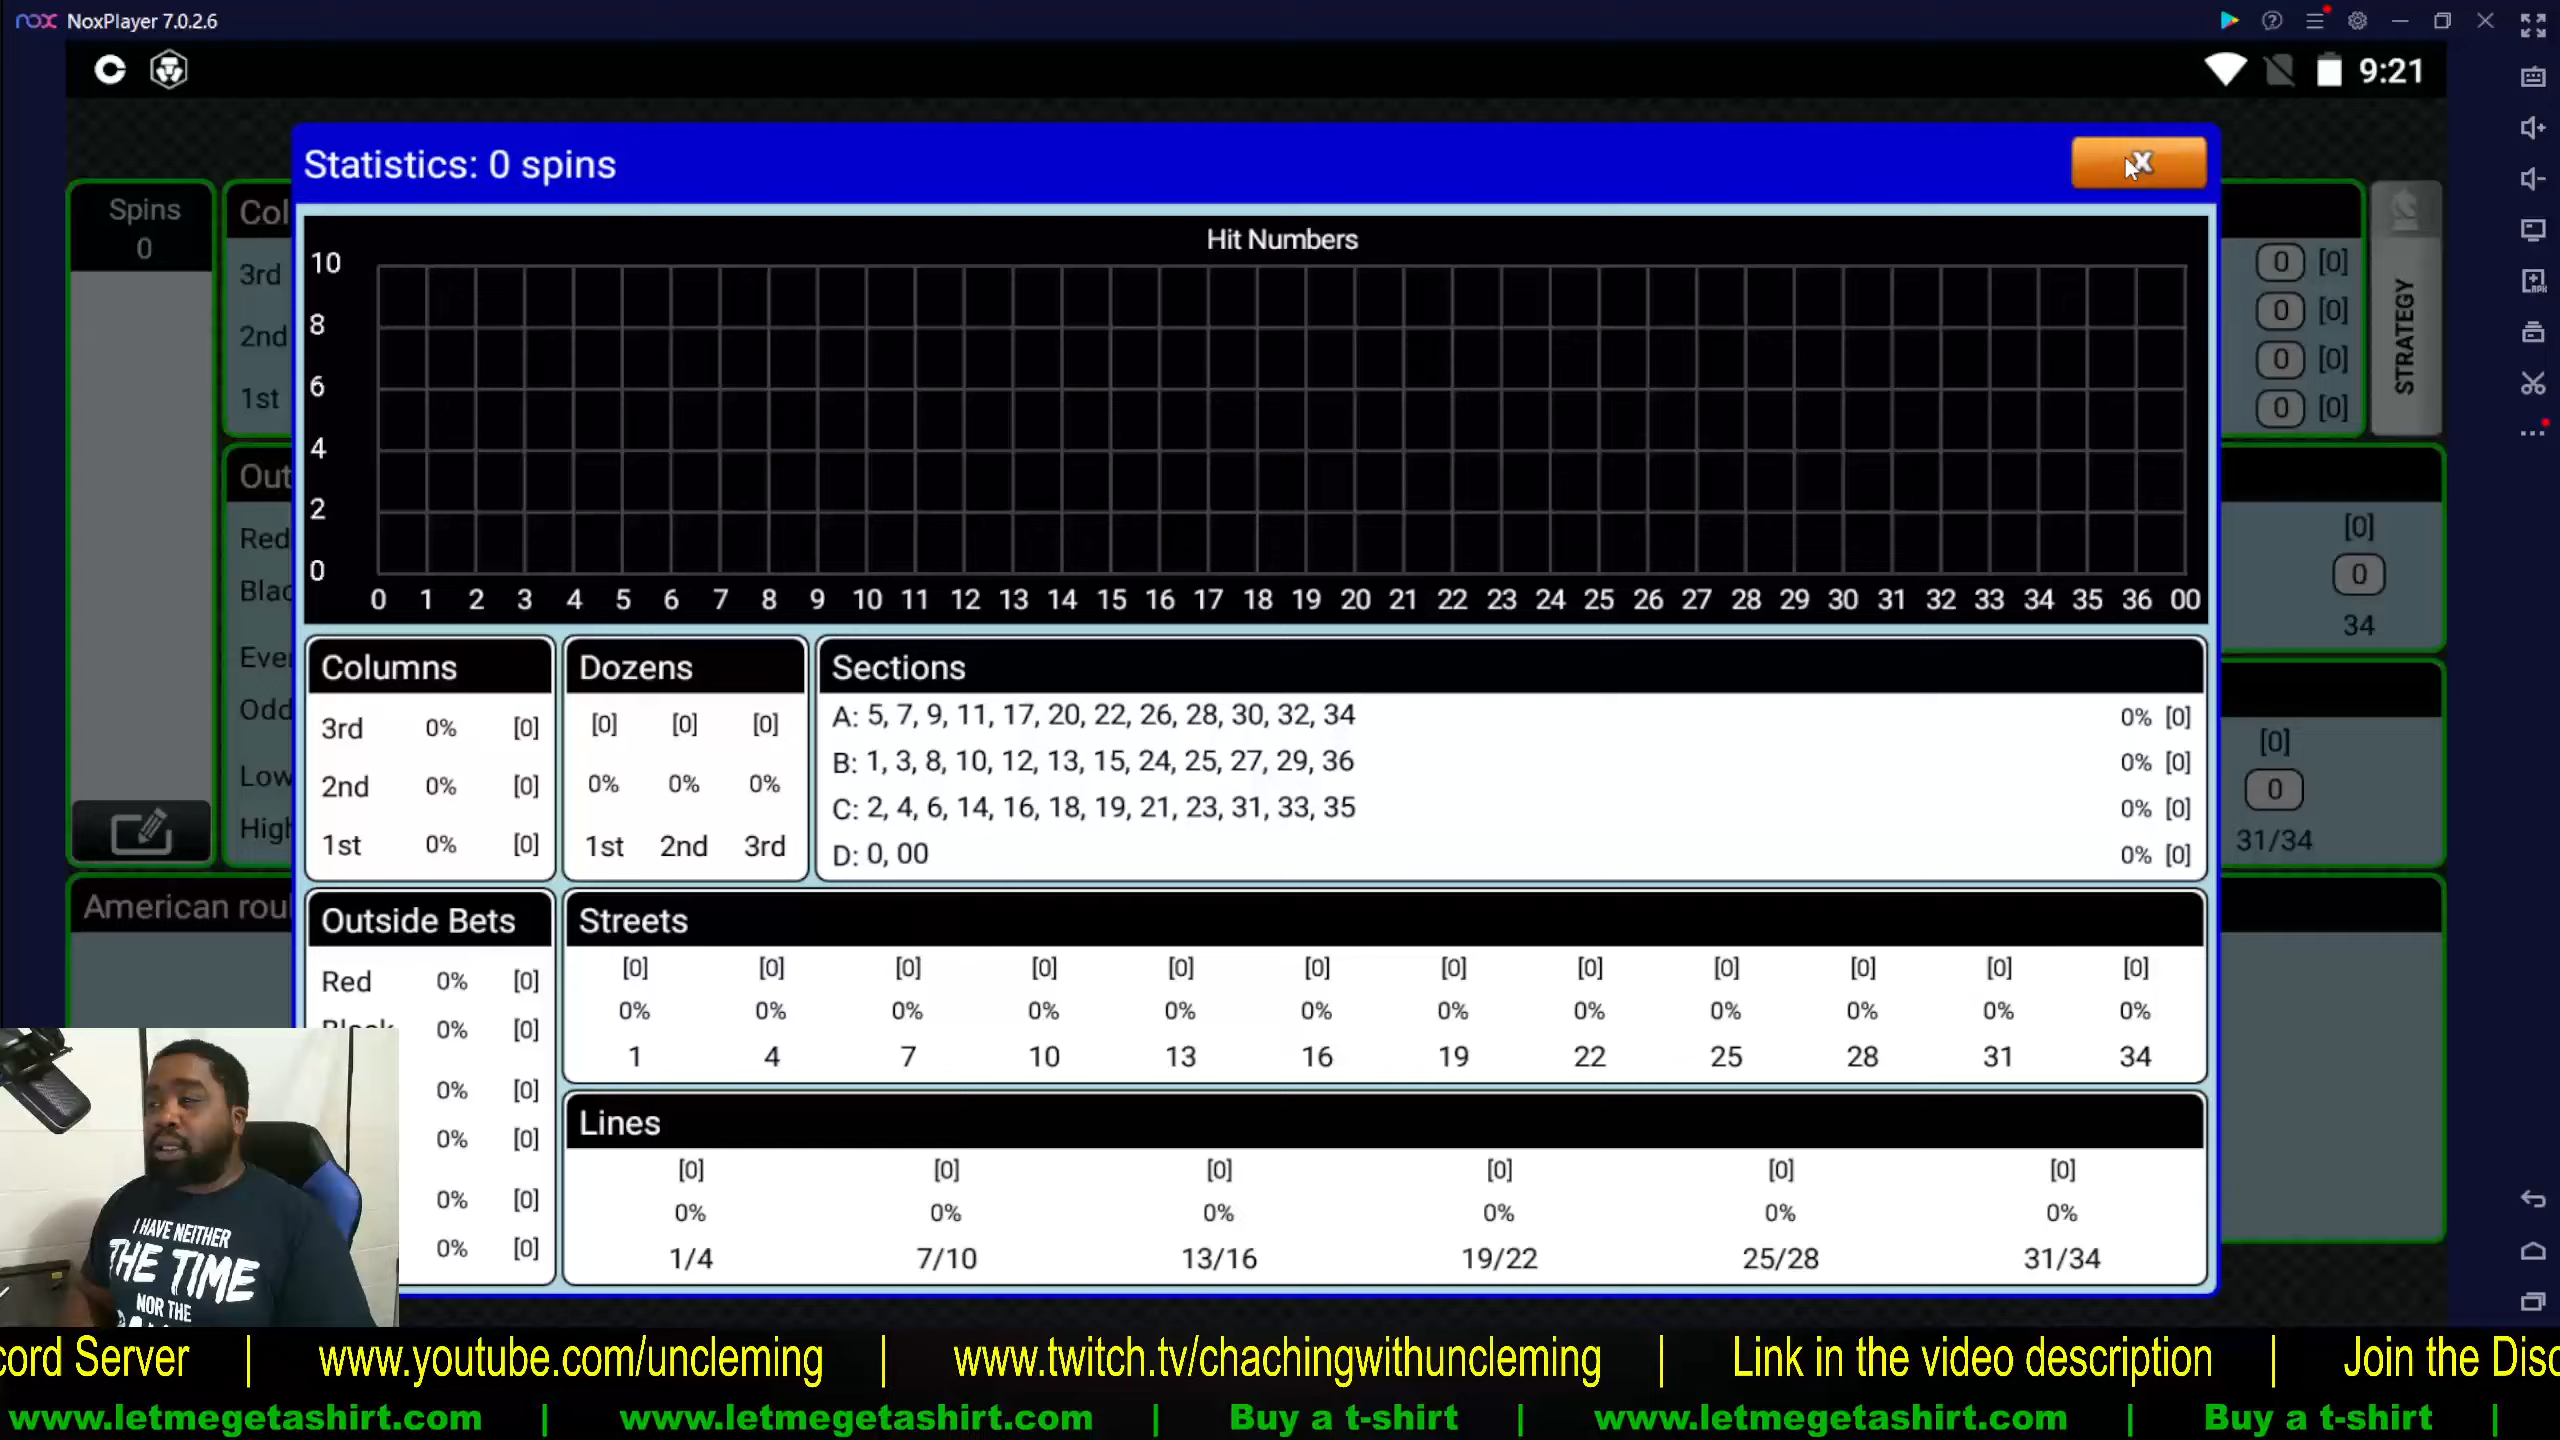 nox NoxPlayer 7.0.2.6
9:21
Statistics: 0 spins
X
Spins
0
Col
3rd
2nd
1st
Out
Red
Blac
Even
Odd
Low
High
American roul
STRATEGY
0 [0]
0 [0]
0 [0]
0 [0]
[0]
0
34
[0]
0
31/34
Hit Numbers
10
8
6
4
2
0
0 1 2 3 4 5 6 7 8 9 10 11 12 13 14 15 16 17 18 19 20 21 22 23 24 25 26 27 28 29 30 31 32 33 34 35 36 00
Columns
3rd 0% [0]
2nd 0% [0]
1st 0% [0]
Dozens
[0] [0] [0]
0% 0% 0%
1st 2nd 3rd
Sections
A: 5, 7, 9, 11, 17, 20, 22, 26, 28, 30, 32, 34 0% [0]
B: 1, 3, 8, 10, 12, 13, 15, 24, 25, 27, 29, 36 0% [0]
C: 2, 4, 6, 14, 16, 18, 19, 21, 23, 31, 33, 35 0% [0]
D: 0, 00 0% [0]
Outside Bets
Red 0% [0]
Black 0% [0]
0% [0]
0% [0]
0% [0]
0% [0]
Streets
[0] [0] [0] [0] [0] [0] [0] [0] [0] [0] [0] [0]
0% 0% 0% 0% 0% 0% 0% 0% 0% 0% 0% 0%
1 4 7 10 13 16 19 22 25 28 31 34
Lines
[0] [0] [0] [0] [0] [0]
0% 0% 0% 0% 0% 0%
1/4 7/10 13/16 19/22 25/28 31/34
I HAVE NEITHER
THE TIME
NOR THE
cord Server | www.youtube.com/uncleming | www.twitch.tv/chachingwithuncleming | Link in the video description | Join the Disc
www.letmegetashirt.com | www.letmegetashirt.com | Buy a t-shirt | www.letmegetashirt.com | Buy a t-shirt |